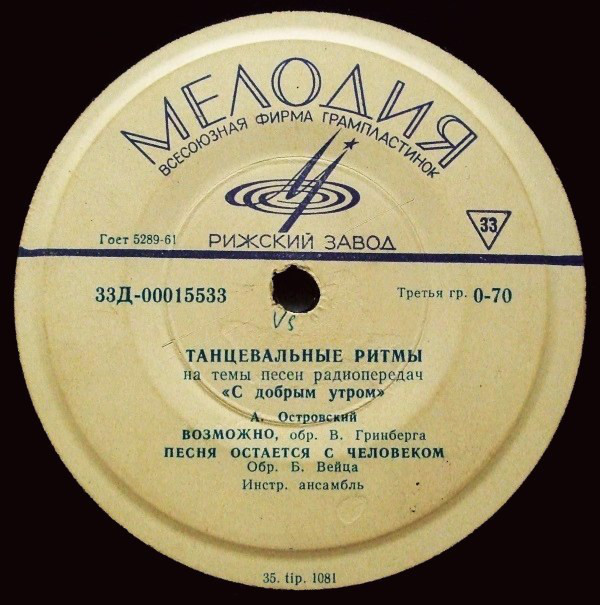 МЕЛОДИЯ
ВСЕСОЮЗНАЯ ФИРМА ГРАМПЛАСТИНОК
Гост 5289-61
РИЖСКИЙ ЗАВОД
33
33Д-00015533
Третья гр. 0-70
Vs
ТАНЦЕВАЛЬНЫЕ РИТМЫ
на темы песен радиопередач
«С добрым утром»
А. Островский
ВОЗМОЖНО, обр. В. Гринберга
ПЕСНЯ ОСТАЕТСЯ С ЧЕЛОВЕКОМ
Обр. Б. Вейца
Инстр. ансамбль
35. tip. 1081